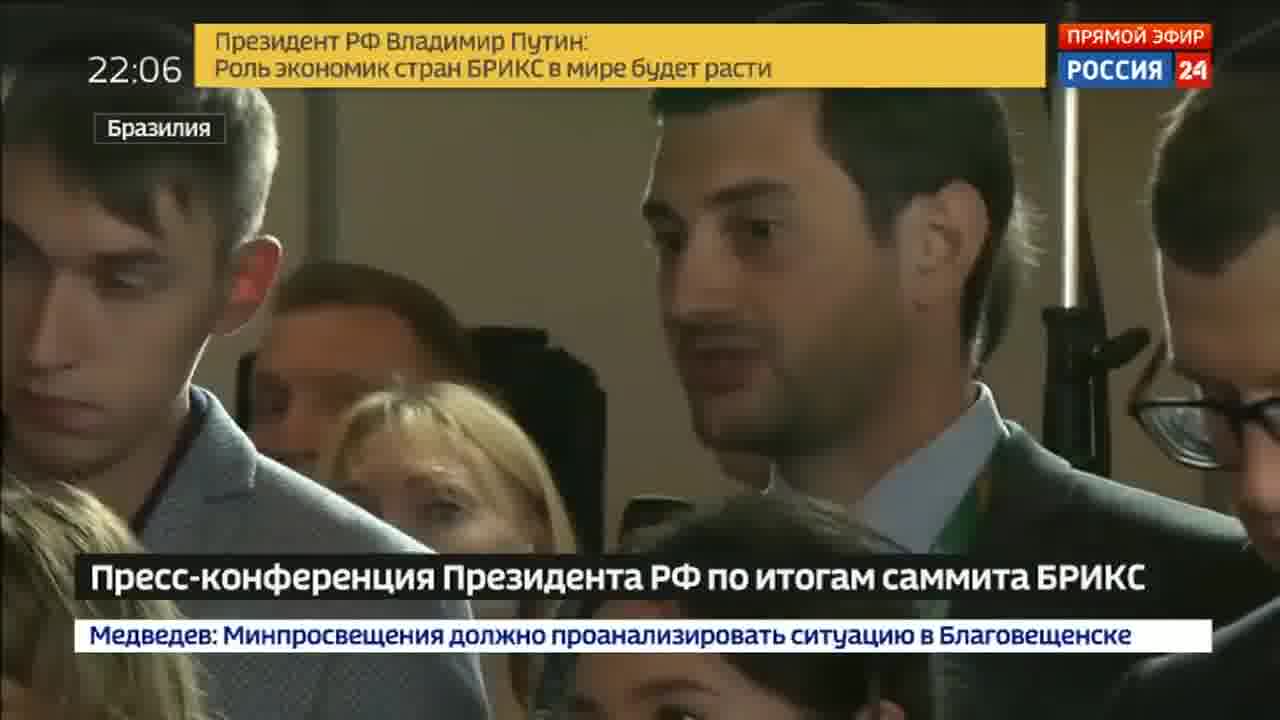 22:06
Президент РФ Владимир Путин:
Роль экономик стран БРИКС в мире будет расти
ПРЯМОЙ ЭФИР
РОССИЯ 24
Бразилия
Пресс-конференция Президента РФ по итогам саммита БРИКС
Медведев: Минпросвещения должно проанализировать ситуацию в Благовещенске